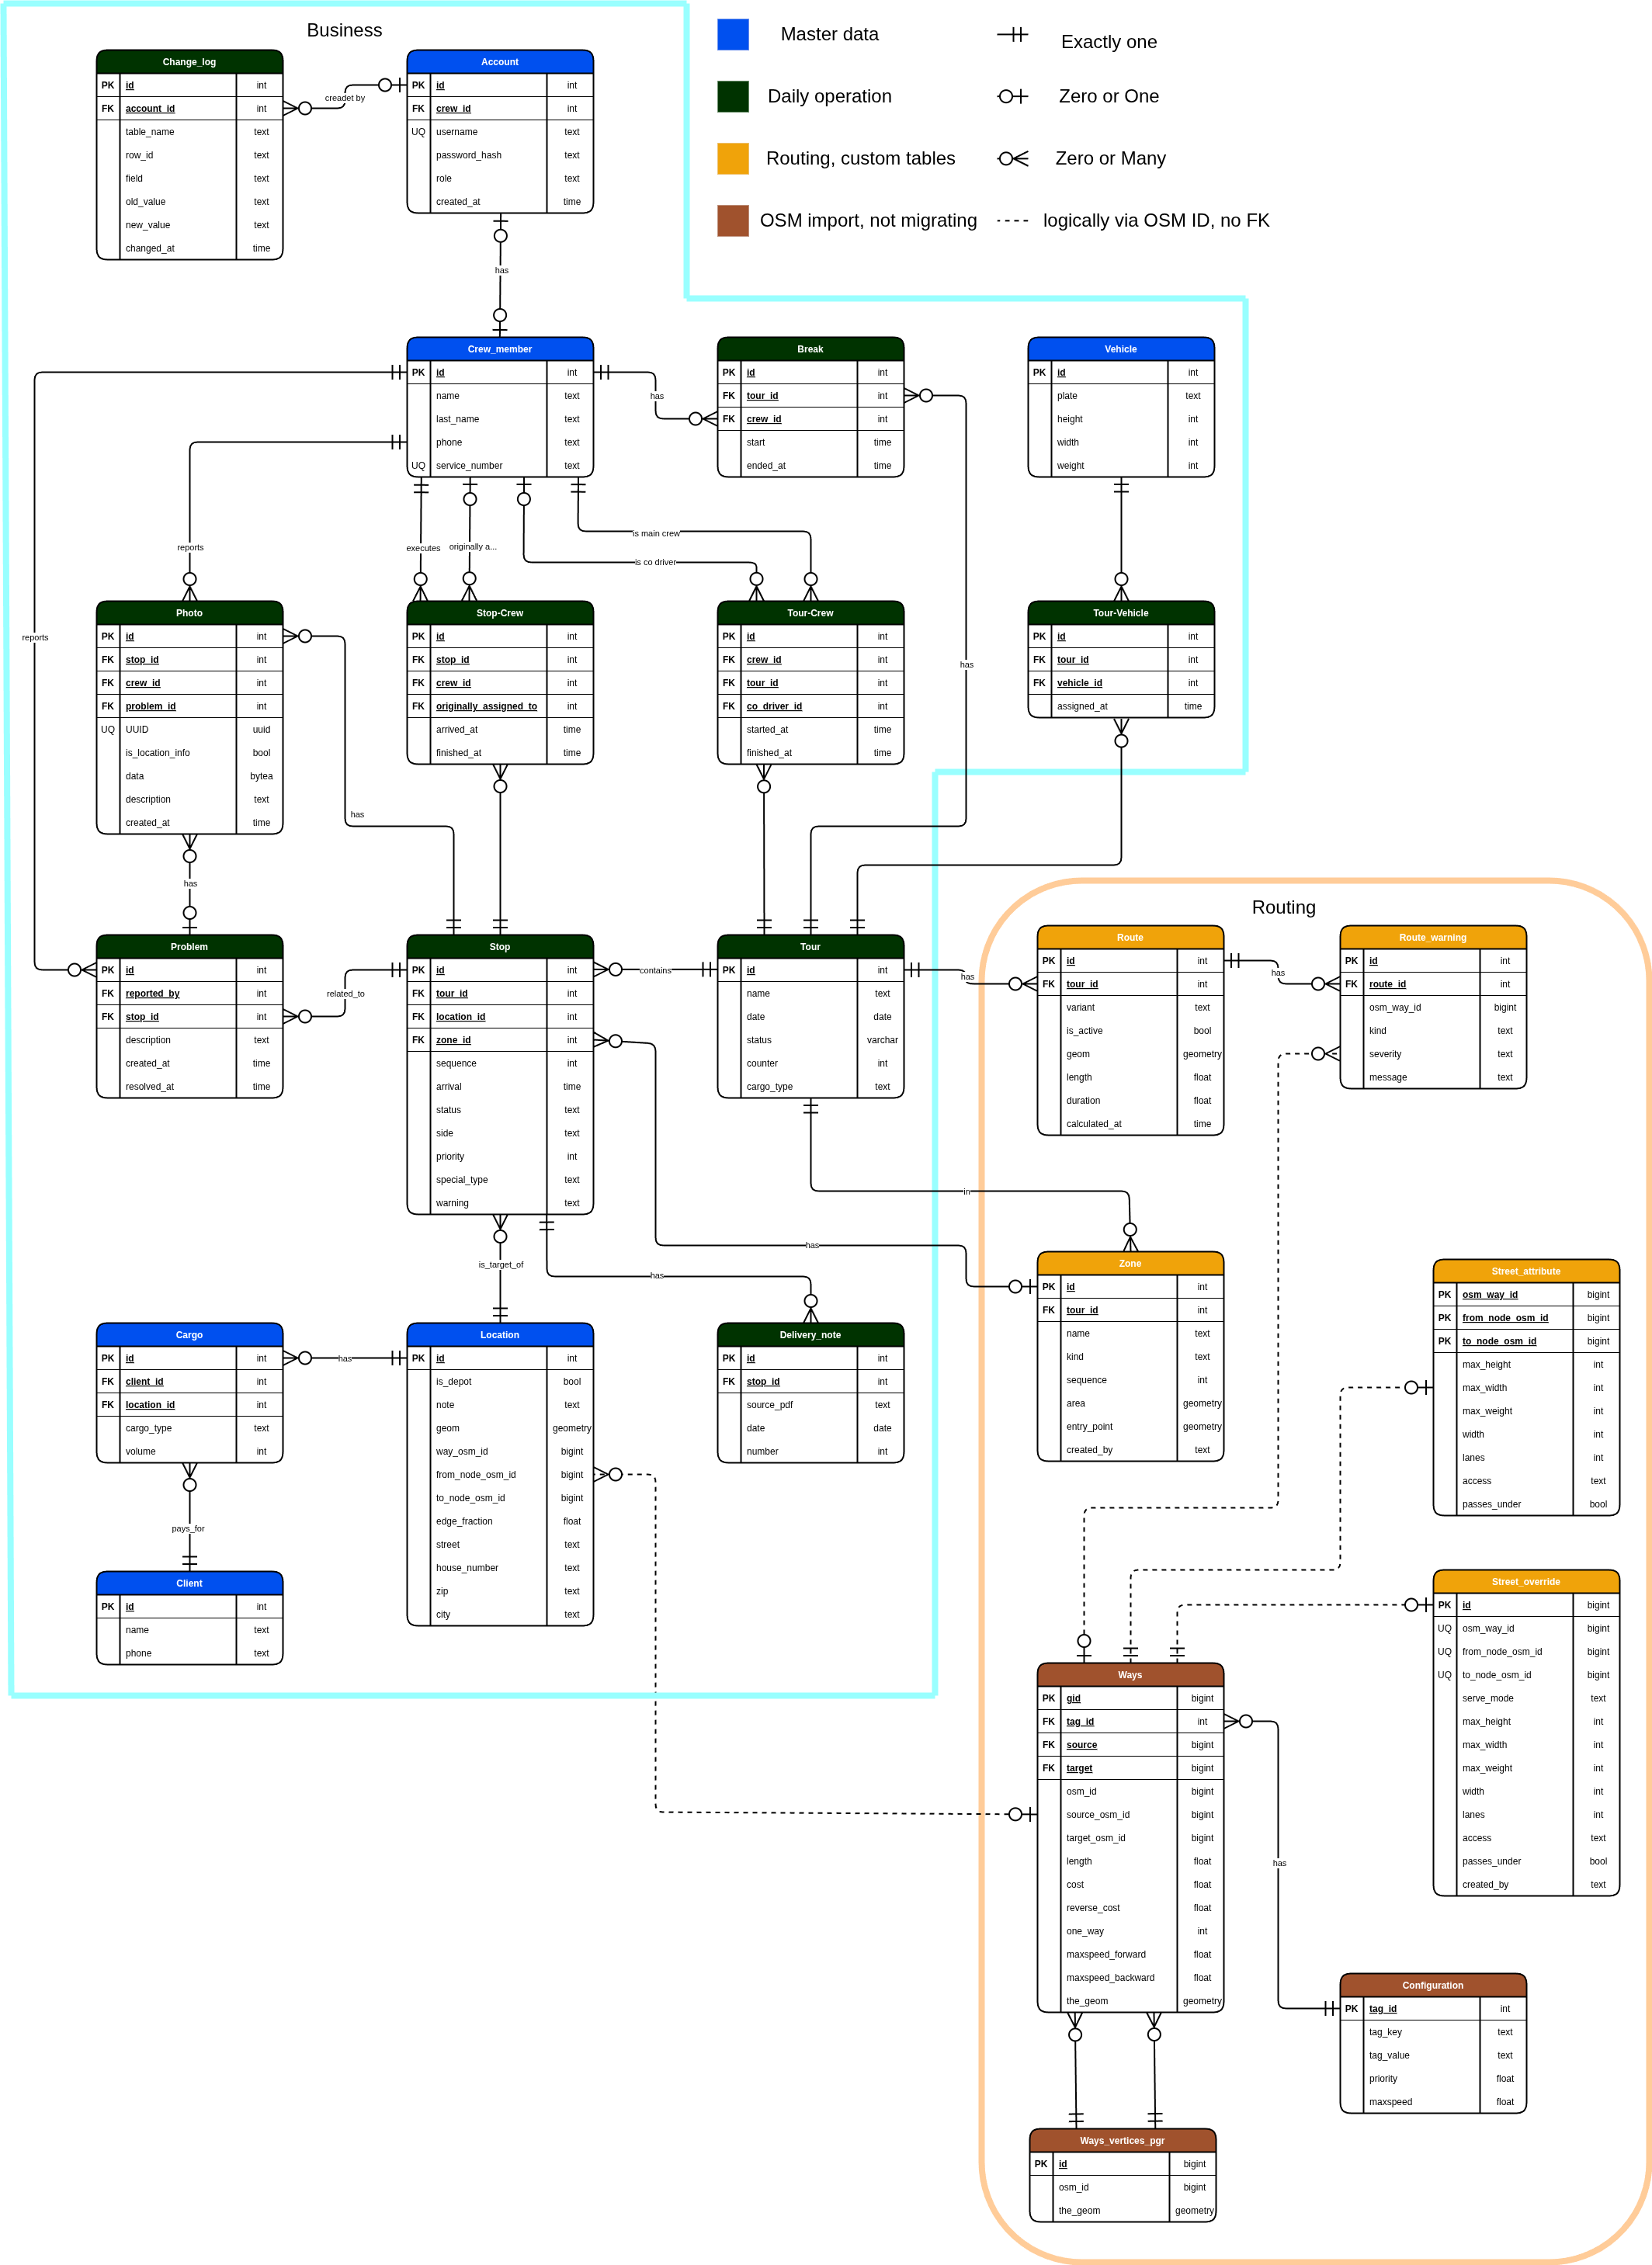 Business
Master data
Exactly one
Daily operation
Zero or One
Routing, custom tables
Zero or Many
OSM import, not migrating
logically via OSM ID, no FK
Change_log
PK id int
FK account_id int
table_name text
row_id text
field text
old_value text
new_value text
changed_at time
creadet by
Account
PK id int
FK crew_id int
UQ username text
password_hash text
role text
created_at time
has
Crew_member
PK id int
name text
last_name text
phone text
UQ service_number text
has
Break
PK id int
FK tour_id int
FK crew_id int
start time
ended_at time
Vehicle
PK id int
plate text
height int
width int
weight int
reports
reports
executes
originally a...
is main crew
is co driver
has
Photo
PK id int
FK stop_id int
FK crew_id int
FK problem_id int
UQ UUID uuid
is_location_info bool
data bytea
description text
created_at time
Stop-Crew
PK id int
FK stop_id int
FK crew_id int
FK originally_assigned_to int
arrived_at time
finished_at time
Tour-Crew
PK id int
FK crew_id int
FK tour_id int
FK co_driver_id int
started_at time
finished_at time
Tour-Vehicle
PK id int
FK tour_id int
FK vehicle_id int
assigned_at time
has
has
Routing
Problem
PK id int
FK reported_by int
FK stop_id int
description text
created_at time
resolved_at time
related_to
Stop
PK id int
FK tour_id int
FK location_id int
FK zone_id int
sequence int
arrival time
status text
side text
priority int
special_type text
warning text
contains
Tour
PK id int
name text
date date
status varchar
counter int
cargo_type text
has
Route
PK id int
FK tour_id int
variant text
is_active bool
geom geometry
length float
duration float
calculated_at time
has
Route_warning
PK id int
FK route_id int
osm_way_id bigint
kind text
severity text
message text
in
has
is_target_of
has
Zone
PK id int
FK tour_id int
name text
kind text
sequence int
area geometry
entry_point geometry
created_by text
Street_attribute
PK osm_way_id bigint
PK from_node_osm_id bigint
PK to_node_osm_id bigint
max_height int
max_width int
max_weight int
width int
lanes int
access text
passes_under bool
Cargo
PK id int
FK client_id int
FK location_id int
cargo_type text
volume int
has
Location
PK id int
is_depot bool
note text
geom geometry
way_osm_id bigint
from_node_osm_id bigint
to_node_osm_id bigint
edge_fraction float
street text
house_number text
zip text
city text
Delivery_note
PK id int
FK stop_id int
source_pdf text
date date
number int
pays_for
Client
PK id int
name text
phone text
Street_override
PK id bigint
UQ osm_way_id bigint
UQ from_node_osm_id bigint
UQ to_node_osm_id bigint
serve_mode text
max_height int
max_width int
max_weight int
width int
lanes int
access text
passes_under bool
created_by text
Ways
PK gid bigint
FK tag_id int
FK source bigint
FK target bigint
osm_id bigint
source_osm_id bigint
target_osm_id bigint
length float
cost float
reverse_cost float
one_way int
maxspeed_forward float
maxspeed_backward float
the_geom geometry
has
Configuration
PK tag_id int
tag_key text
tag_value text
priority float
maxspeed float
Ways_vertices_pgr
PK id bigint
osm_id bigint
the_geom geometry